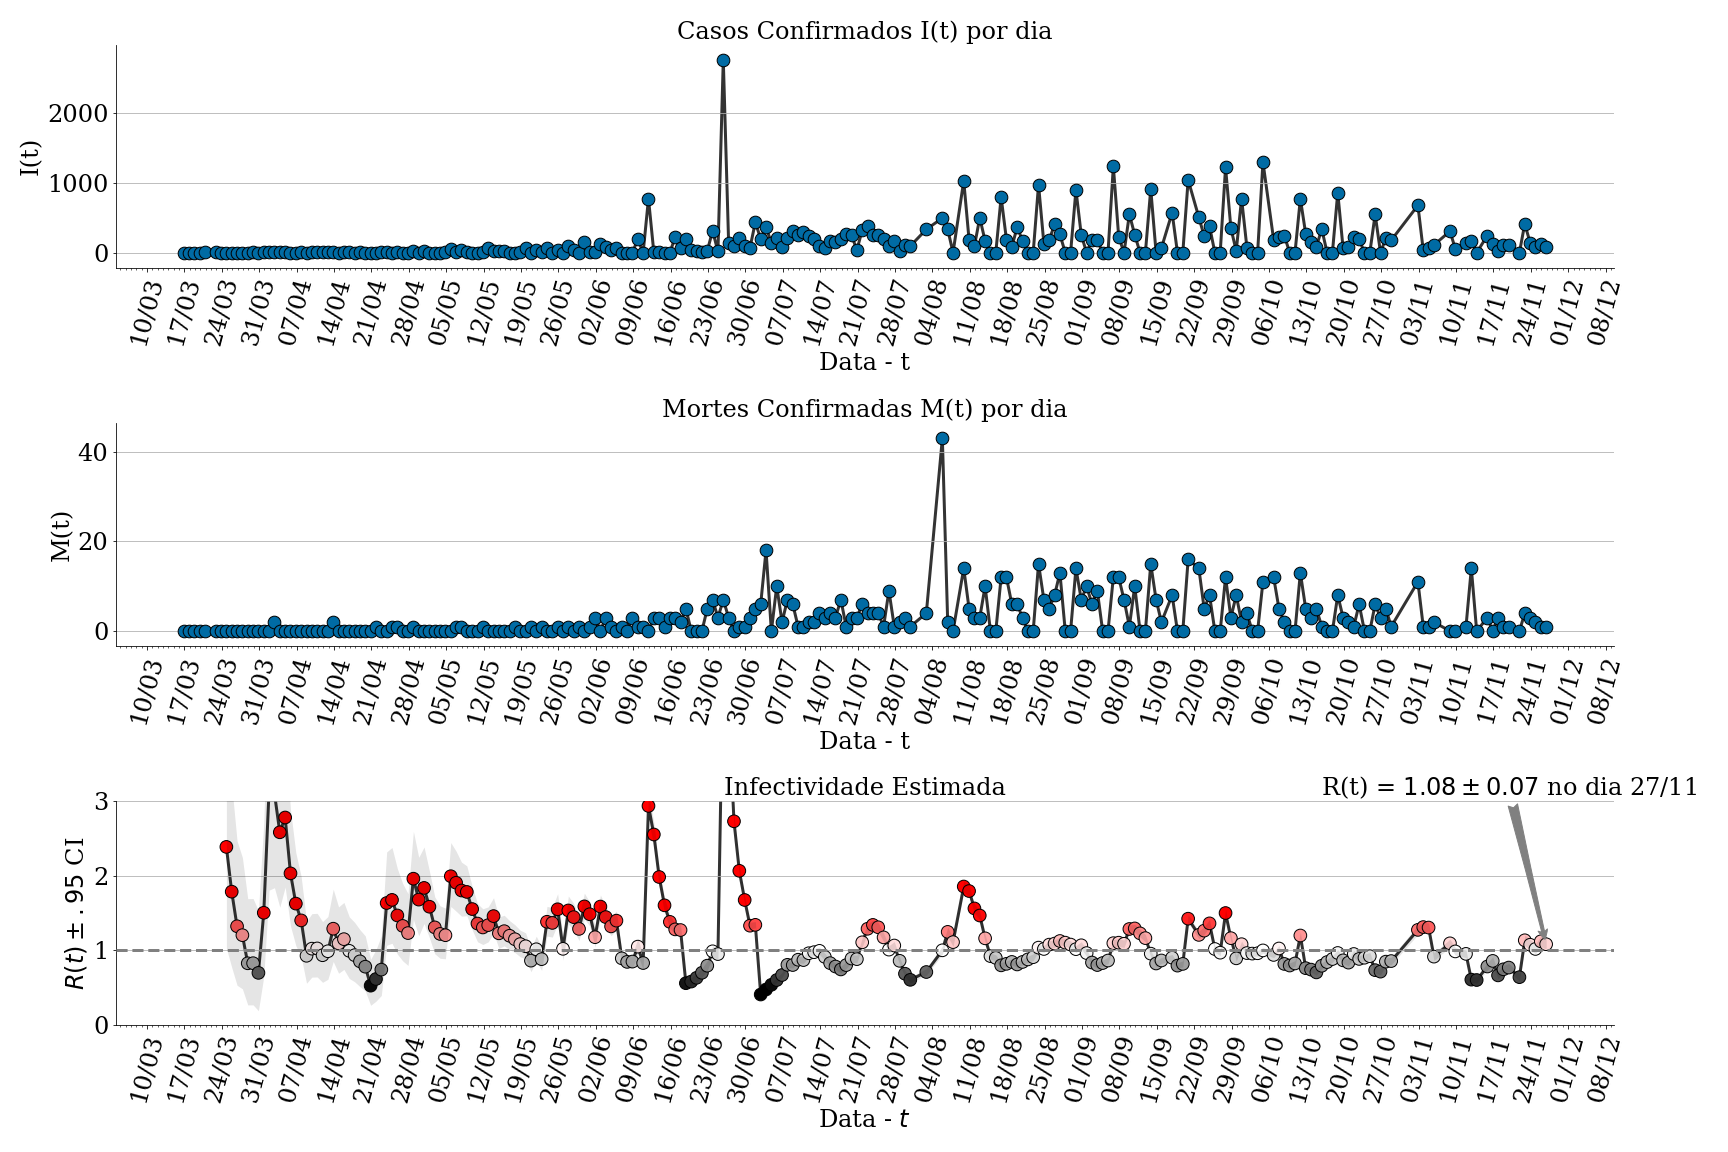 Casos Confirmados I(t) por dia
I(t)
2000
1000
0
10/03 17/03 24/03 31/03 07/04 14/04 21/04 28/04 05/05 12/05 19/05 26/05 02/06 09/06 16/06 23/06 30/06 07/07 14/07 21/07 28/07 04/08 11/08 18/08 25/08 01/09 08/09 15/09 22/09 29/09 06/10 13/10 20/10 27/10 03/11 10/11 17/11 24/11 01/12 08/12
Data - t
Mortes Confirmadas M(t) por dia
M(t)
40
20
0
10/03 17/03 24/03 31/03 07/04 14/04 21/04 28/04 05/05 12/05 19/05 26/05 02/06 09/06 16/06 23/06 30/06 07/07 14/07 21/07 28/07 04/08 11/08 18/08 25/08 01/09 08/09 15/09 22/09 29/09 06/10 13/10 20/10 27/10 03/11 10/11 17/11 24/11 01/12 08/12
Data - t
Infectividade Estimada
R(t) = 1.08 ± 0.07 no dia 27/11
R(t) ± .95 CI
3
2
1
0
10/03 17/03 24/03 31/03 07/04 14/04 21/04 28/04 05/05 12/05 19/05 26/05 02/06 09/06 16/06 23/06 30/06 07/07 14/07 21/07 28/07 04/08 11/08 18/08 25/08 01/09 08/09 15/09 22/09 29/09 06/10 13/10 20/10 27/10 03/11 10/11 17/11 24/11 01/12 08/12
Data - t